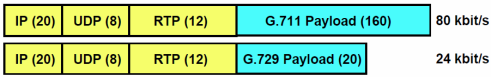 IP (20) UDP (8) RTP (12) G.711 Payload (160) 80 kbit/s
IP (20) UDP (8) RTP (12) G.729 Payload (20) 24 kbit/s